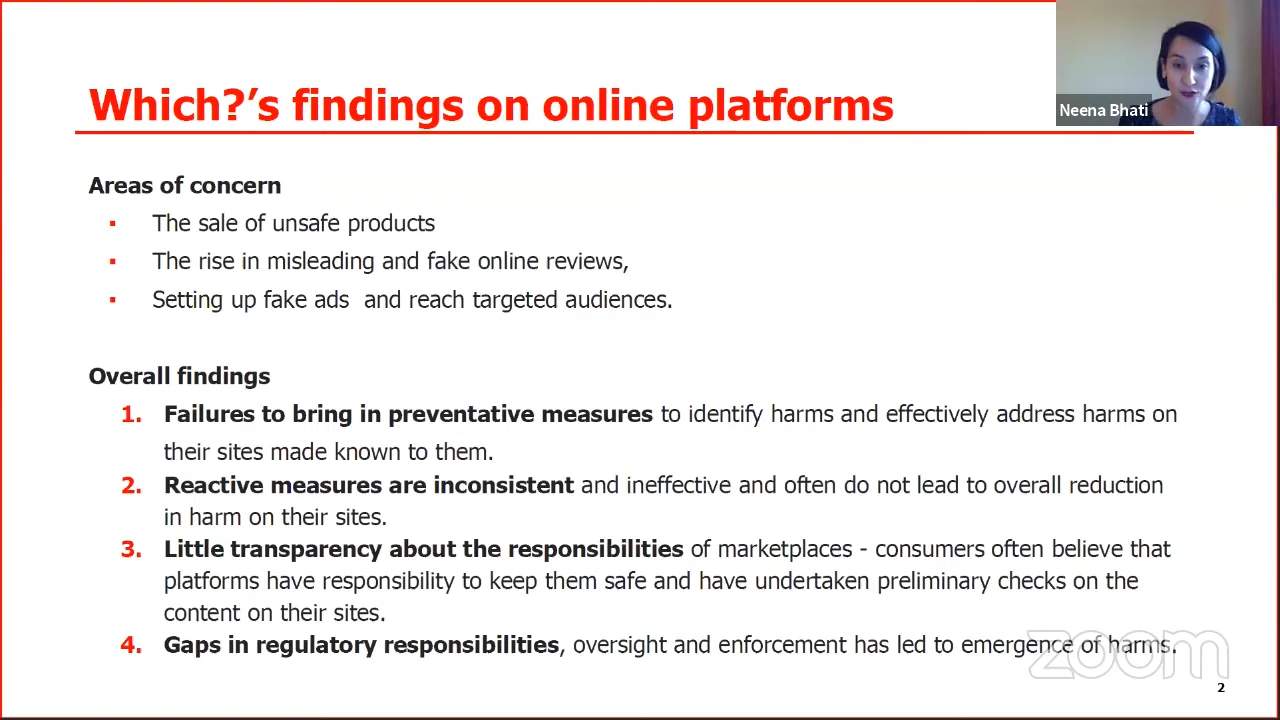 Which?'s findings on online platforms
Neena Bhati
Areas of concern
▪ The sale of unsafe products
▪ The rise in misleading and fake online reviews,
▪ Setting up fake ads  and reach targeted audiences.
Overall findings
1. Failures to bring in preventative measures to identify harms and effectively address harms on
their sites made known to them.
2. Reactive measures are inconsistent and ineffective and often do not lead to overall reduction
in harm on their sites.
3. Little transparency about the responsibilities of marketplaces - consumers often believe that
platforms have responsibility to keep them safe and have undertaken preliminary checks on the
content on their sites.
4. Gaps in regulatory responsibilities, oversight and enforcement has led to emergence of harms.
zoom
2